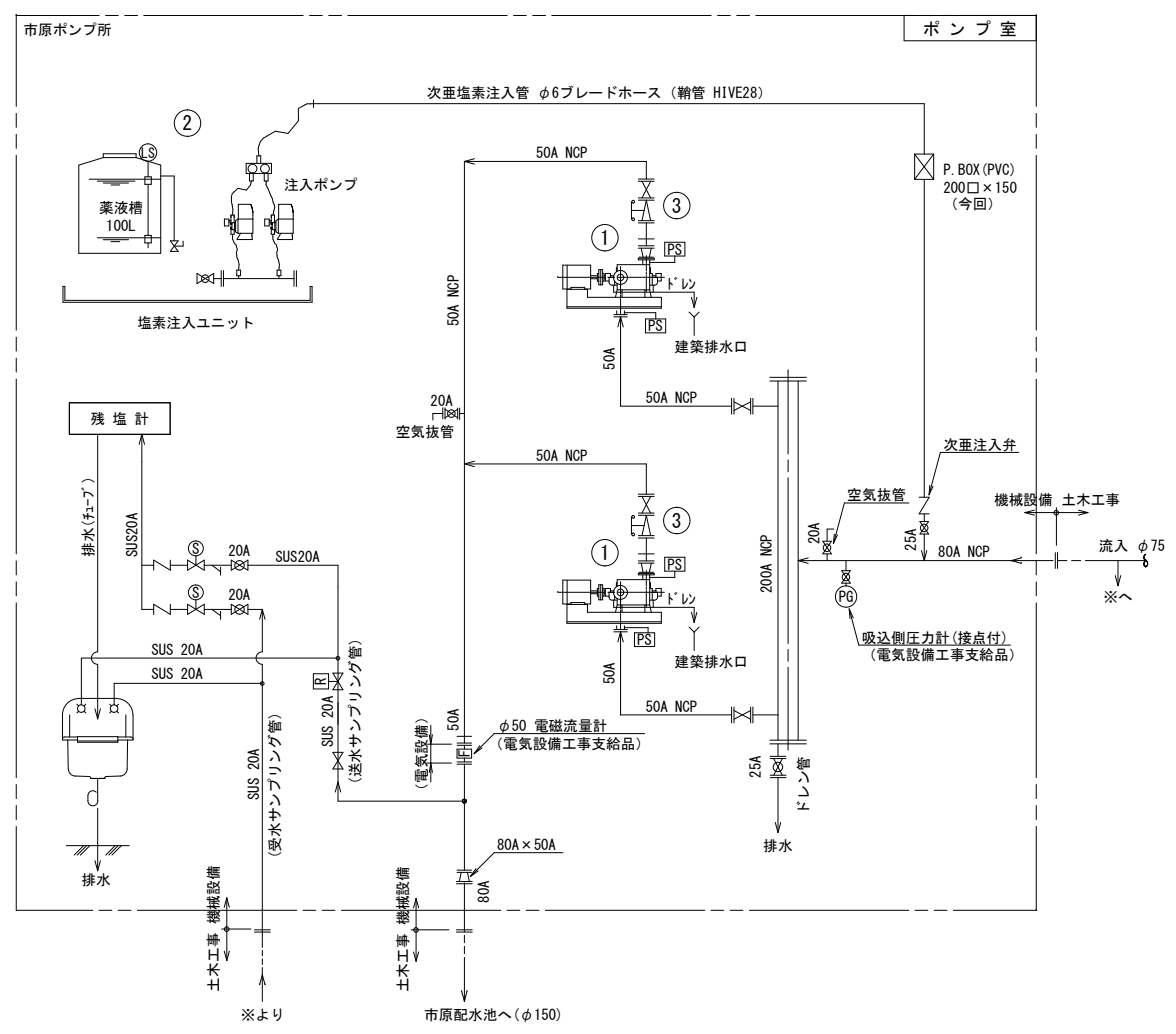 市原ポンプ所
ポンプ室
次亜塩素注入管 φ6ブレードホース (鞘管 HIVE28)
②
LS
薬液槽
100L
注入ポンプ
塩素注入ユニット
50A NCP
③
①
PS
ドレン
PS
建築排水口
50A
50A NCP
50A NCP
P.BOX(PVC)
200□×150
(今回)
20A
空気抜管
50A NCP
③
①
PS
ドレン
PS
建築排水口
50A
50A NCP
200A NCP
25A
ドレン管
排水
次亜注入弁
空気抜管
20A
25A
機械設備 土木工事
80A NCP
流入 φ75
※へ
PG
吸込側圧力計(接点付)
(電気設備工事支給品)
残塩計
排水(チューブ)
SUS20A
S
20A
SUS20A
S
20A
SUS 20A
SUS 20A
R
SUS 20A
(送水サンプリング管)
SUS 20A
(受水サンプリング管)
排水
50A
(電気設備)
F
φ50 電磁流量計
(電気設備工事支給品)
80A×50A
80A
土木工事 機械設備
土木工事 機械設備
※より
市原配水池へ(φ150)